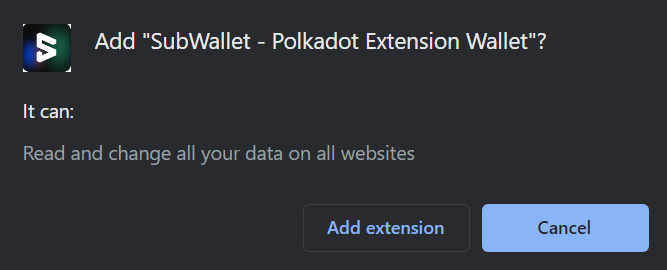 Add "SubWallet - Polkadot Extension Wallet"?
It can:
Read and change all your data on all websites
Add extension
Cancel